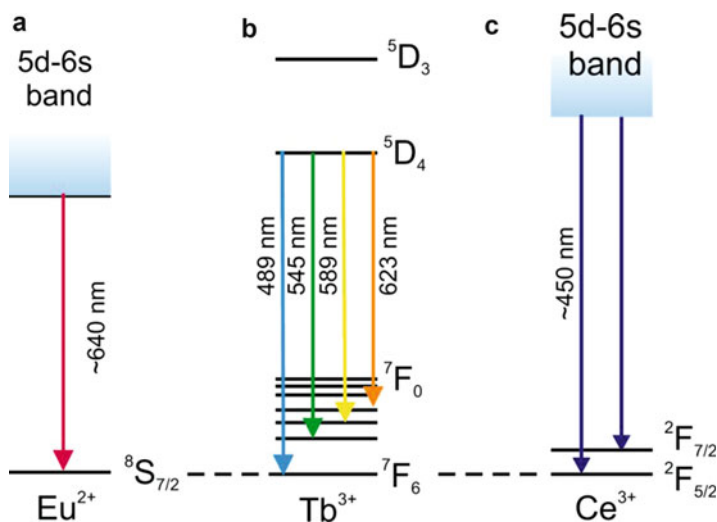 a
5d-6s
band
~640 nm
⁸S₇/₂
Eu²⁺
b
⁵D₃
⁵D₄
489 nm
545 nm
589 nm
623 nm
⁷F₀
⁷F₆
Tb³⁺
c
5d-6s
band
~450 nm
²F₇/₂
²F₅/₂
Ce³⁺